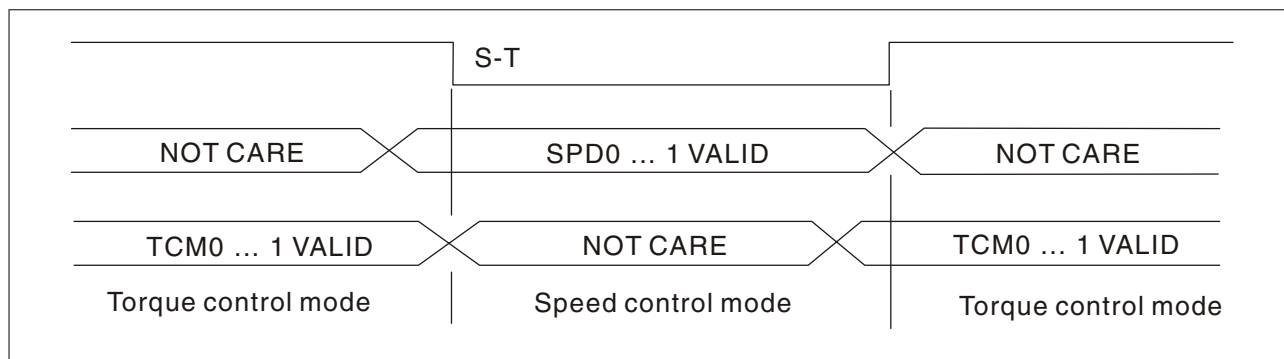 S-T
NOT CARE SPD0 ... 1 VALID NOT CARE
TCM0 ... 1 VALID NOT CARE TCM0 ... 1 VALID
Torque control mode Speed control mode Torque control mode